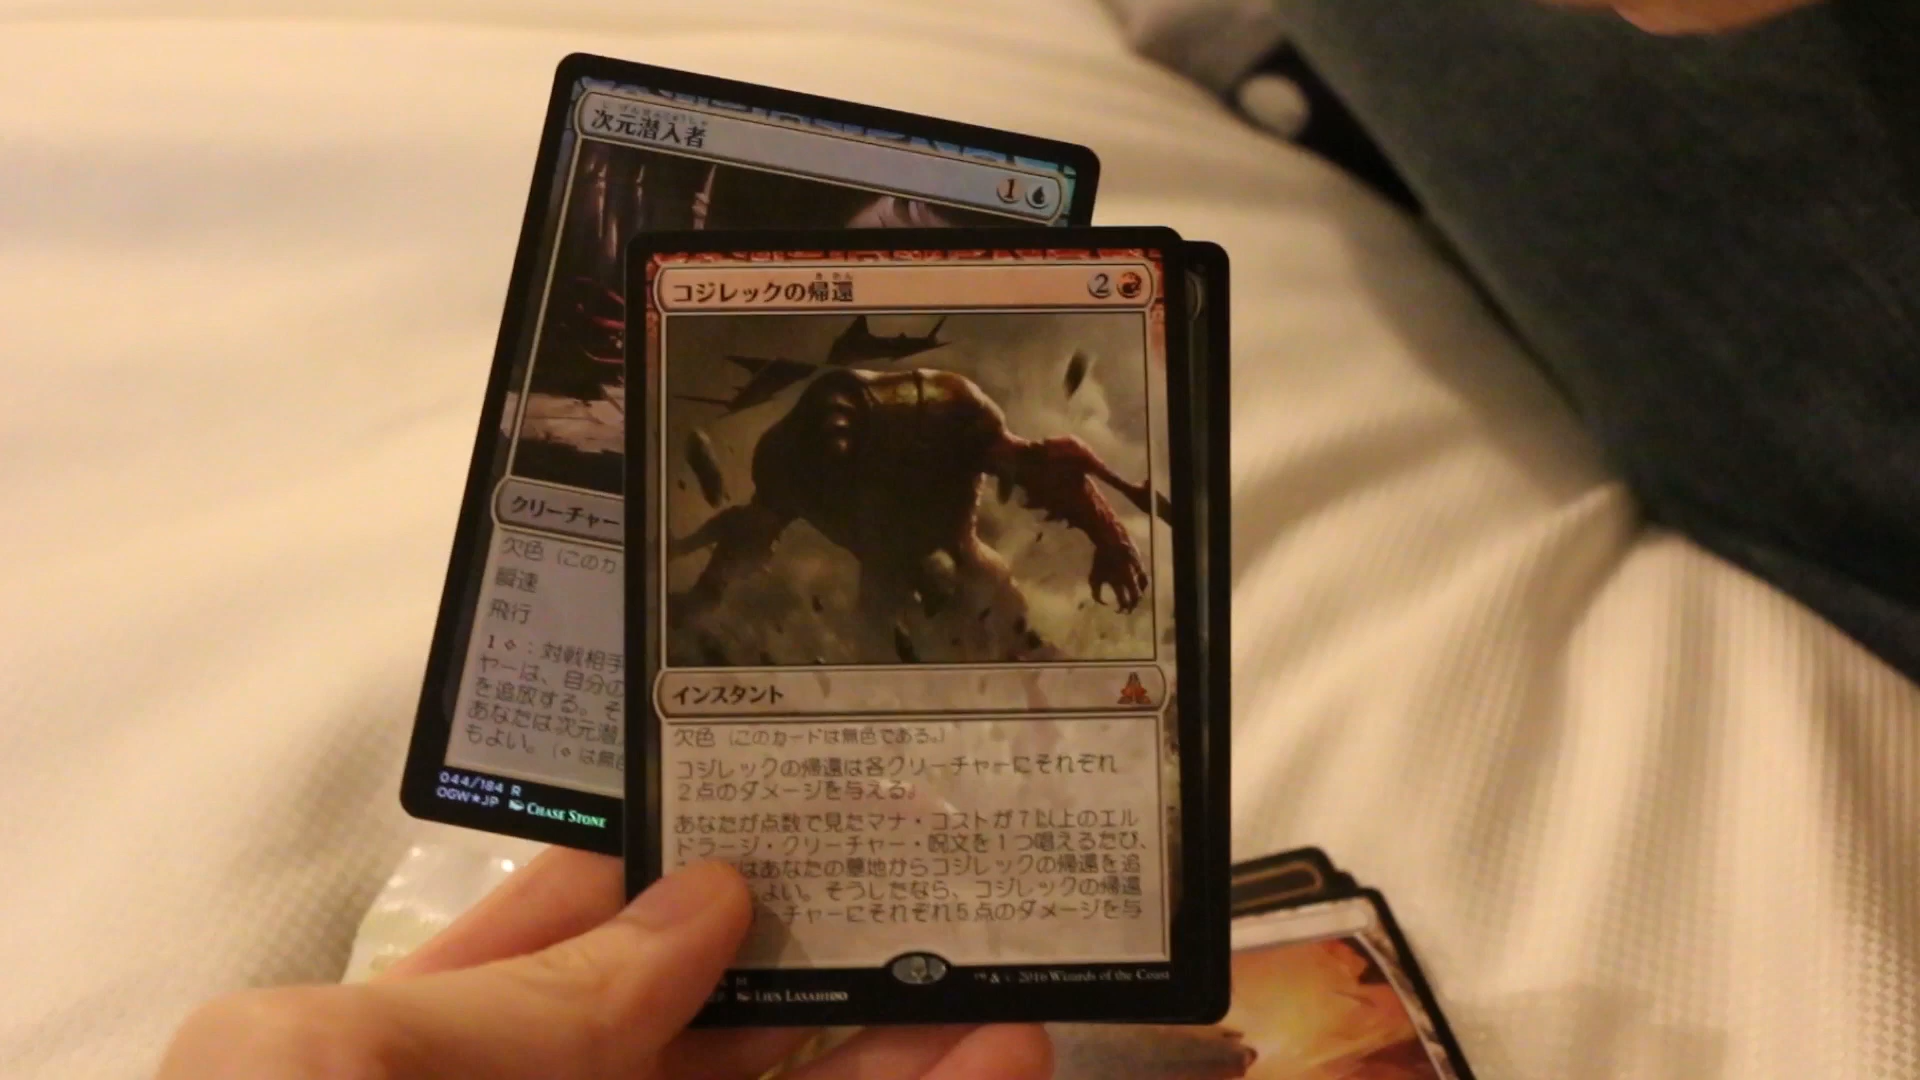 次元潜入者
1
クリーチャー
欠色 (このカ
瞬速
飛行
1◇：対戦相手
ヤーは、自分の
を追放する。そ
あなたは次元潜
もよい。(◇は無
044/184 R
OGW★JP CHASE STONE
きかん
コジレックの帰還
2
インスタント
欠色 (このカードは無色である。)
コジレックの帰還は各クリーチャーにそれぞれ
2点のダメージを与える。
あなたが点数で見たマナ・コストが7以上のエル
ドラージ・クリーチャー・呪文を1つ唱えるたび、
はあなたの墓地からコジレックの帰還を追
よい。そうしたなら、コジレックの帰還
ーチャーにそれぞれ5点のダメージを与
M
LIUS LASAHIDO
™ & © 2016 Wizards of the Coast